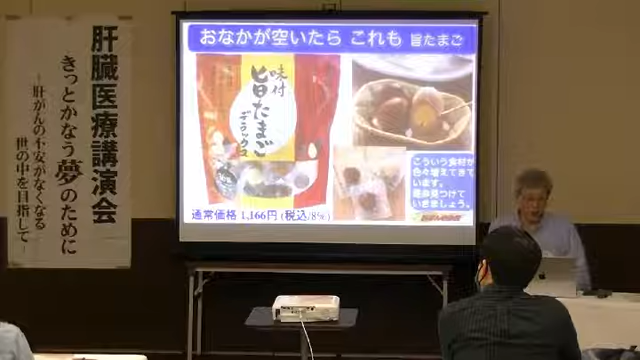 肝臓医療講演会
きっとかなう夢のために
~肝がんの不安がなくなる
世の中を目指して~
おなかが空いたら これも 旨たまご
味付
旨たまご
デラックス
こういう食材が
色々増えてきて
います。
是非見つけて
いきましょう。
通常価格 1,166円 (税込/8%)